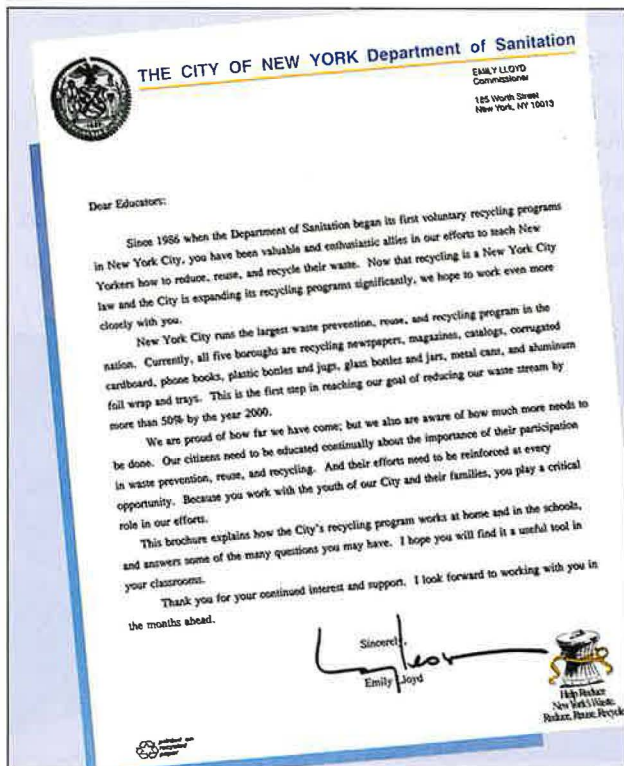 THE CITY OF NEW YORK Department of Sanitation
EMILY LLOYD
Commissioner
125 Worth Street
New York, NY 10013
Dear Educators:
Since 1986 when the Department of Sanitation began its first voluntary recycling programs
in New York City, you have been valuable and enthusiastic allies in our efforts to teach New
Yorkers how to reduce, reuse, and recycle their waste. Now that recycling is a New York City
law and the City is expanding its recycling programs significantly, we hope to work even more
closely with you.
New York City runs the largest waste prevention, reuse, and recycling program in the
nation. Currently, all five boroughs are recycling newspapers, magazines, catalogs, corrugated
cardboard, phone books, plastic bottles and jugs, glass bottles and jars, metal cans, and aluminum
foil wrap and trays. This is the first step in reaching our goal of reducing our waste stream by
more than 50% by the year 2000.
We are proud of how far we have come; but we also are aware of how much more needs to
be done. Our citizens need to be educated continually about the importance of their participation
in waste prevention, reuse, and recycling. And their efforts need to be reinforced at every
opportunity. Because you work with the youth of our City and their families, you play a critical
role in our efforts.
This brochure explains how the City's recycling program works at home and in the schools,
and answers some of the many questions you may have. I hope you will find it a useful tool in
your classrooms.
Thank you for your continued interest and support. I look forward to working with you in
the months ahead.
Sincerely,
Emily Lloyd
Help Reduce
New York's Waste.
Reduce, Reuse, Recycle
printed on
recycled
paper